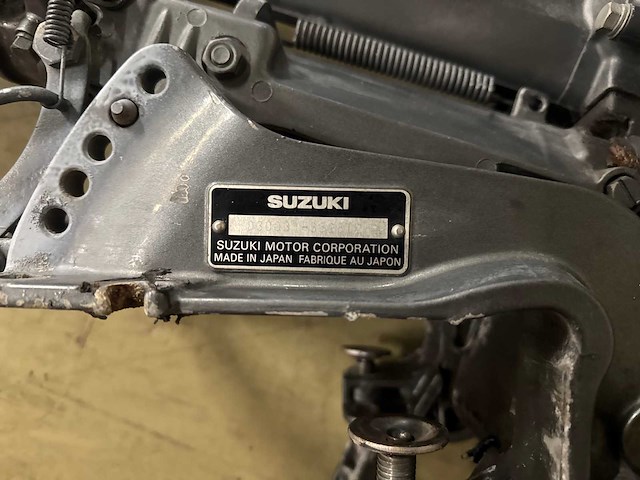 SUZUKI
SUZUKI MOTOR CORPORATION
MADE IN JAPAN FABRIQUE AU JAPON